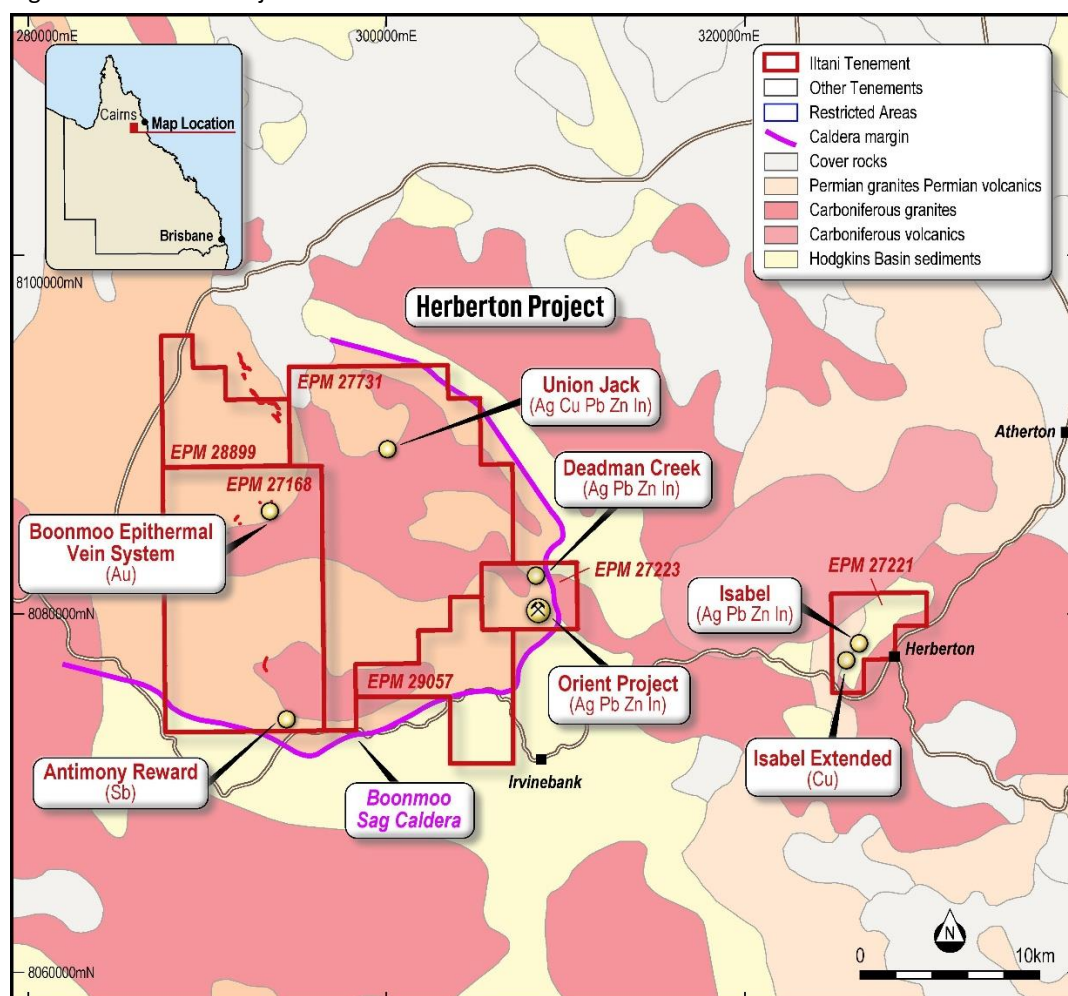 280000mE
300000mE
320000mE
Cairns
Map Location
Brisbane
Iltani Tenement
Other Tenements
Restricted Areas
Caldera margin
Cover rocks
Permian granites Permian volcanics
Carboniferous granites
Carboniferous volcanics
Hodgkins Basin sediments
8100000mN
Herberton Project
EPM 27731
Union Jack
(Ag Cu Pb Zn In)
Atherton
EPM 28899
Deadman Creek
(Ag Pb Zn In)
EPM 27168
Boonmoo Epithermal
Vein System
(Au)
EPM 27223
EPM 27221
Isabel
(Ag Pb Zn In)
8080000mN
Herberton
EPM 29057
Orient Project
(Ag Pb Zn In)
Antimony Reward
(Sb)
Irvinebank
Isabel Extended
(Cu)
Boonmoo
Sag Caldera
N
0
10km
8060000mN